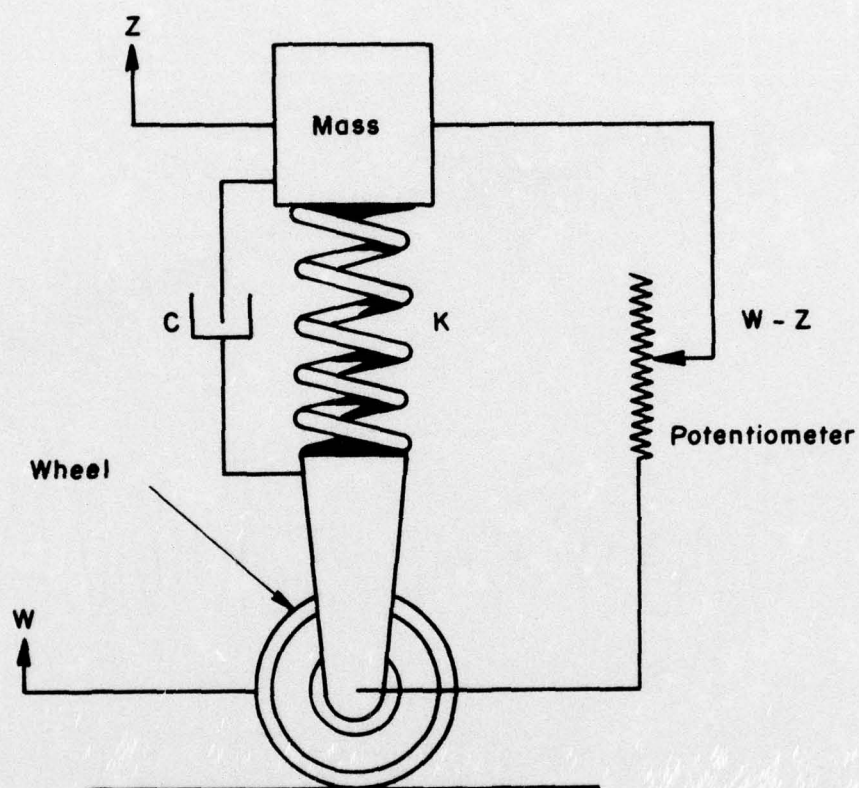 Z
Mass
C
K
W - Z
Potentiometer
Wheel
W